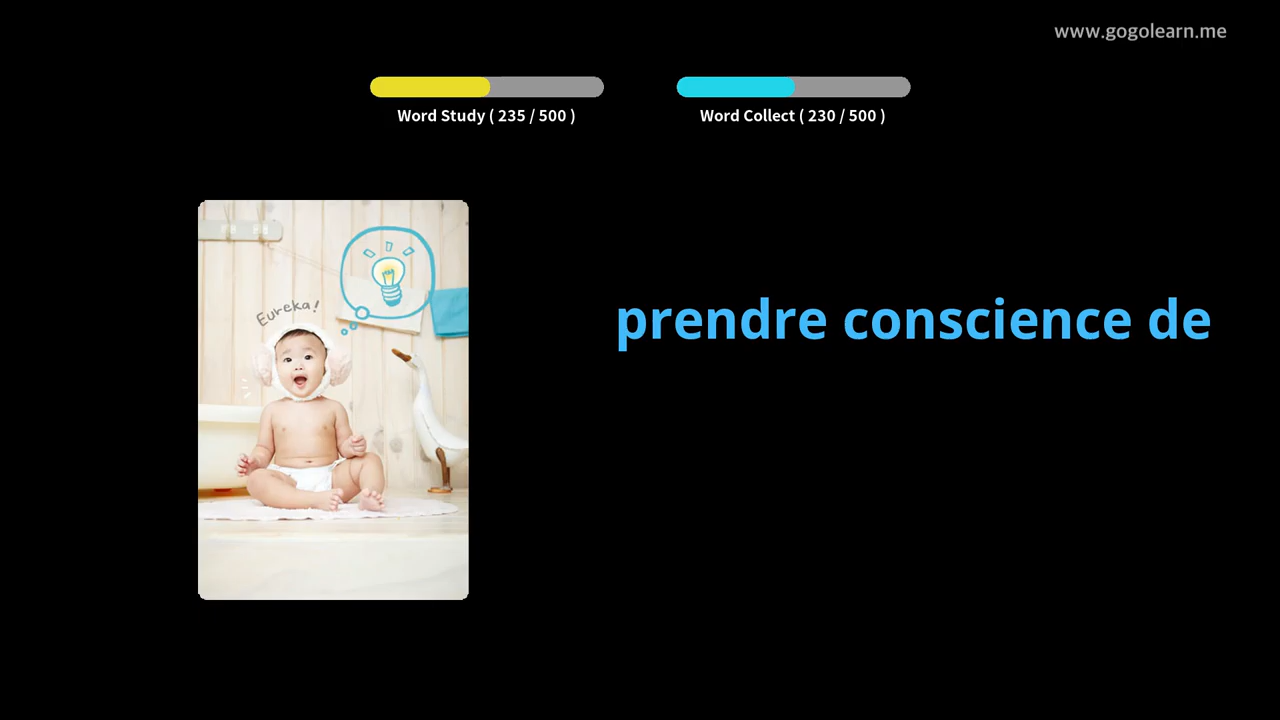 www.gogolearn.me
Word Study ( 235 / 500 )
Word Collect ( 230 / 500 )
Eureka!
prendre conscience de